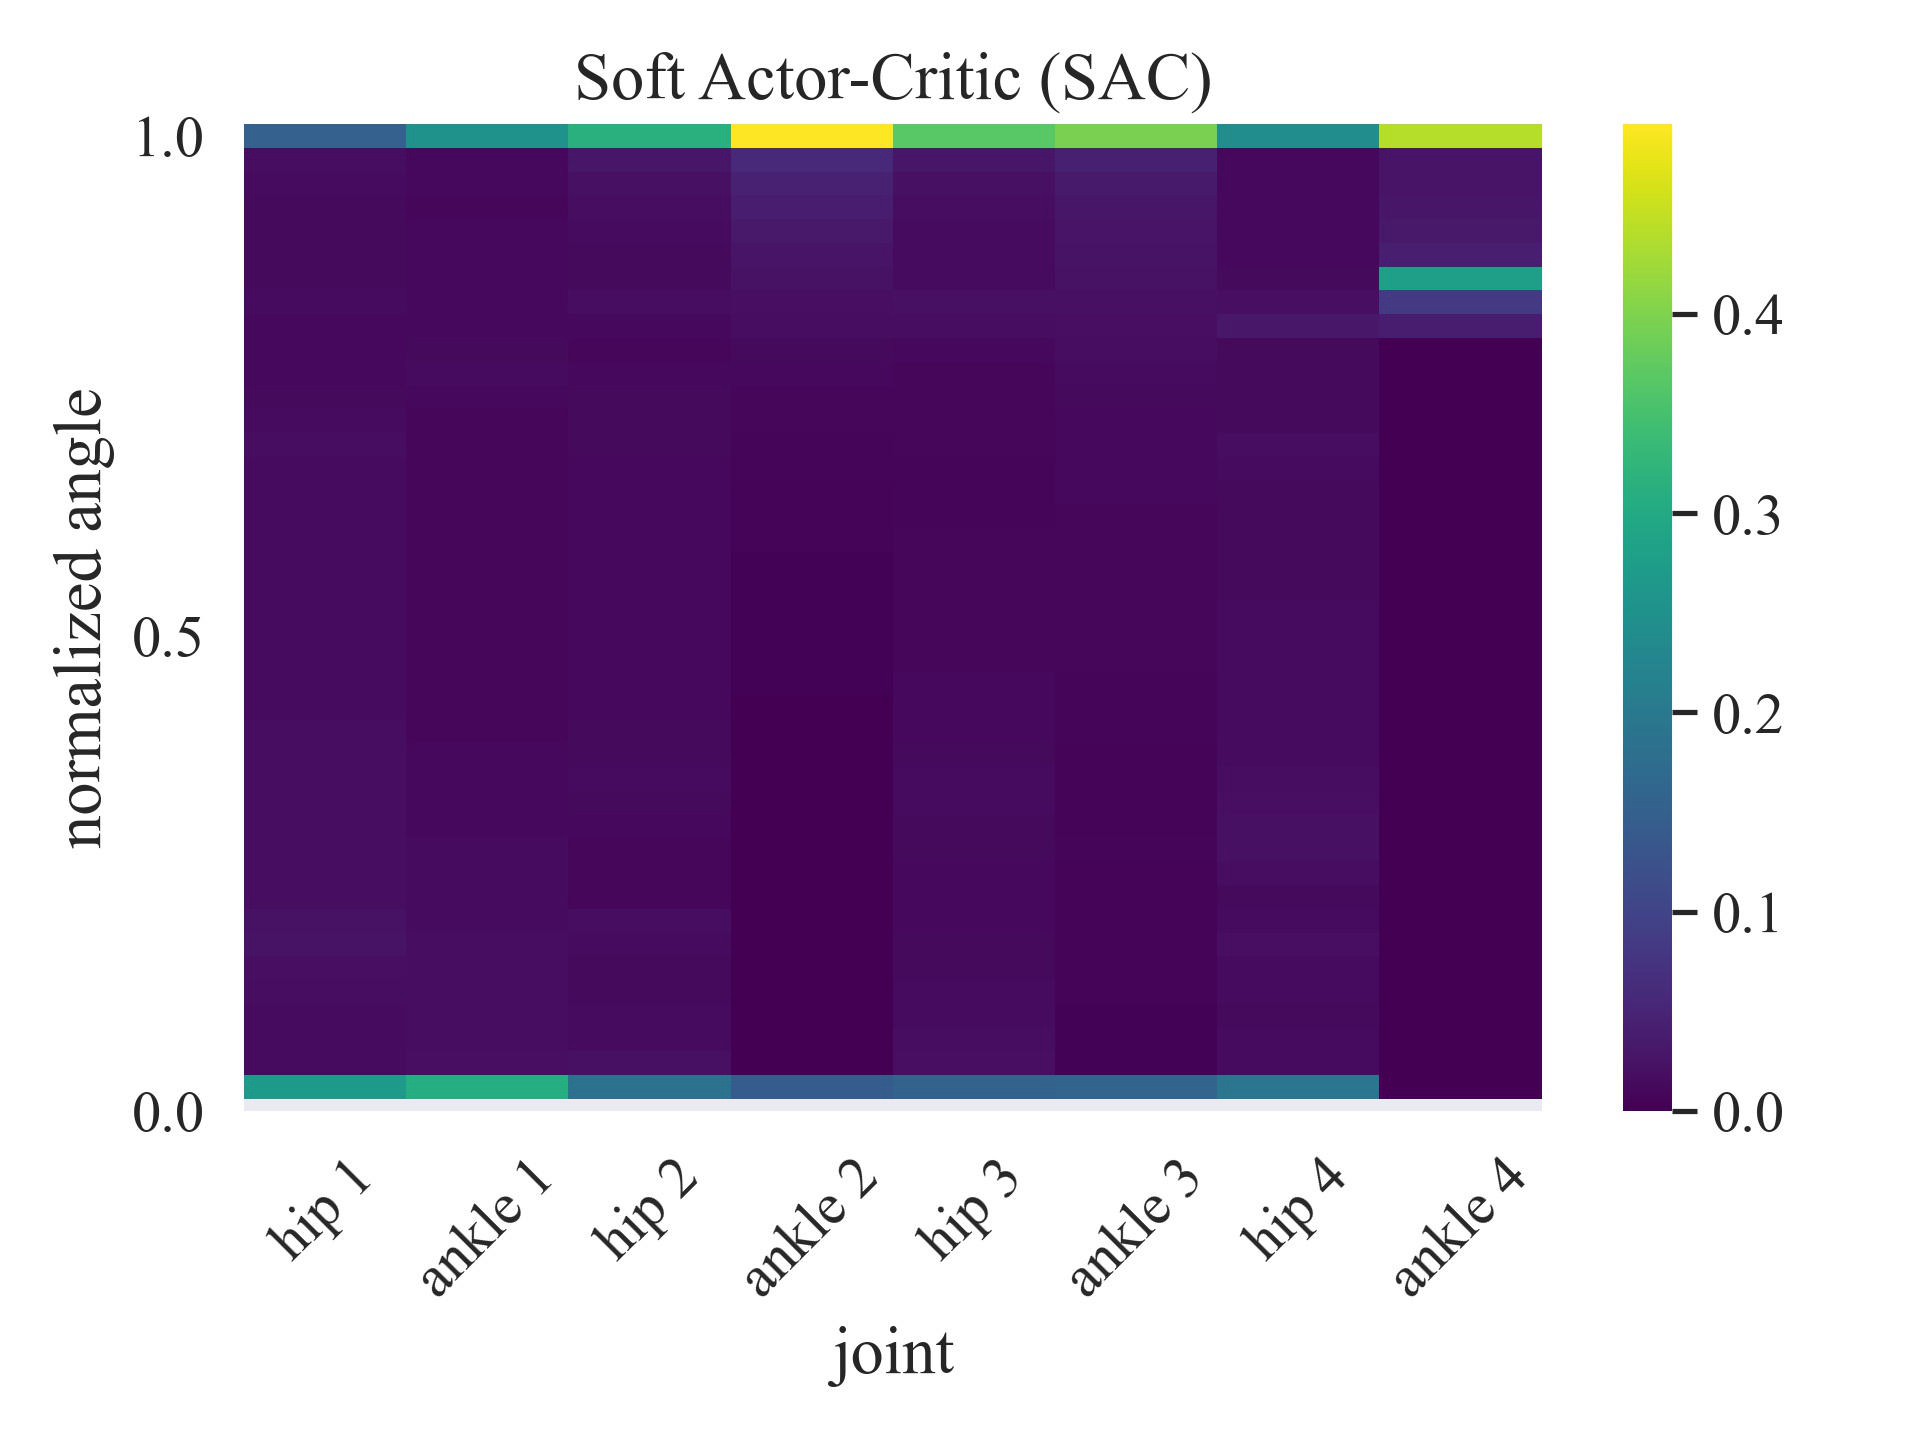 Soft Actor-Critic (SAC)
normalized angle
1.0
0.5
0.0
0.4
0.3
0.2
0.1
0.0
hip 1
ankle 1
hip 2
ankle 2
hip 3
ankle 3
hip 4
ankle 4
joint